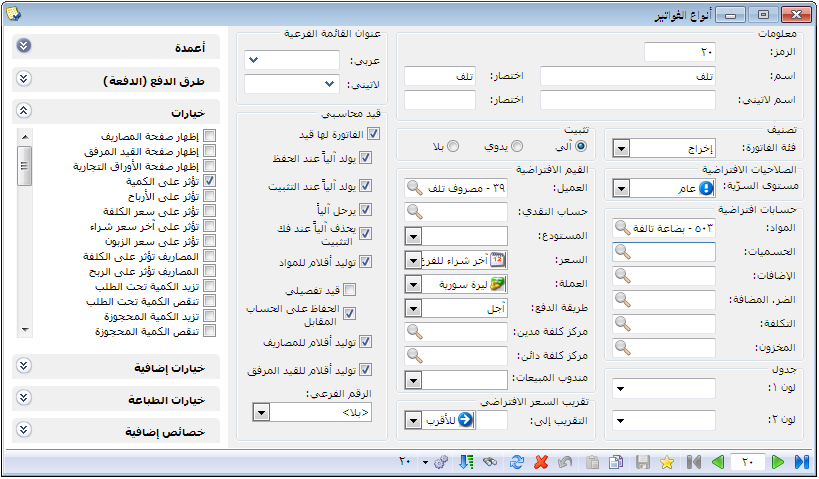 أنواع الفواتير
معلومات
الرمز: ٢٠
اسم: تلف اختصار: تلف
اسم لاتيني: اختصار:
تصنيف
فئة الفاتورة: إخراج
الصلاحيات الافتراضية
مستوى السرّية: عام
حسابات افتراضية
المواد: ٥٠٣ - بضاعة تالفة
الحسميات:
الإضافات:
الضر. المضافة:
التكلفة:
المخزون:
جدول
لون ١:
لون ٢:
تثبيت
آلي يدوي بلا
القيم الافتراضية
العميل: ٣٩ - مصروف تلف
حساب النقدي:
المستودع:
السعر: آخر شراء للفرع
العملة: ليرة سورية
طريقة الدفع: آجل
مركز كلفة مدين:
مركز كلفة دائن:
مندوب المبيعات:
تقريب السعر الافتراضي
التقريب إلى: للأقرب
عنوان القائمة الفرعية
عربي:
لاتيني:
قيد محاسبي
الفاتورة لها قيد
يولد آلياً عند الحفظ
يولد آلياً عند التثبيت
يرحل آلياً
يحذف آلياً عند فك
التثبيت
توليد أقلام للمواد
قيد تفصيلي
الحفاظ على الحساب
المقابل
توليد أقلام للمصاريف
توليد أقلام للقيد المرفق
الرقم الفرعي:
<بلا>
أعمدة
طرق الدفع (الدفعة)
خيارات
إظهار صفحة المصاريف
إظهار صفحة القيد المرفق
إظهار صفحة الأوراق التجارية
تؤثر على الكمية
تؤثر على الأرباح
تؤثر على سعر الكلفة
تؤثر على آخر سعر شراء
تؤثر على سعر الزبون
المصاريف تؤثر على الكلفة
المصاريف تؤثر على الربح
تزيد الكمية تحت الطلب
تنقص الكمية تحت الطلب
تزيد الكمية المحجوزة
تنقص الكمية المحجوزة
خيارات إضافية
خيارات الطباعة
خصائص إضافية
٢٠
٢٠